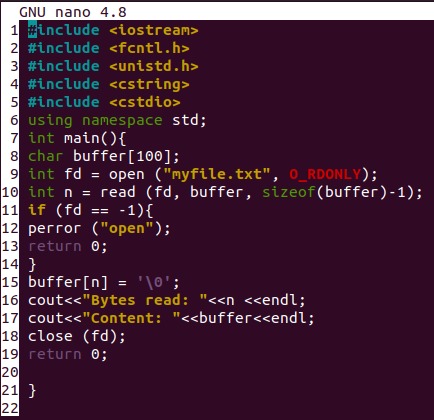 GNU nano 4.8
1 #include <iostream>
2 #include <fcntl.h>
3 #include <unistd.h>
4 #include <cstring>
5 #include <cstdio>
6 using namespace std;
7 int main(){
8 char buffer[100];
9 int fd = open ("myfile.txt", O_RDONLY);
10 int n = read (fd, buffer, sizeof(buffer)-1);
11 if (fd == -1){
12 perror ("open");
13 return 0;
14 }
15 buffer[n] = '\0';
16 cout<<"Bytes read: "<<n <<endl;
17 cout<<"Content: "<<buffer<<endl;
18 close (fd);
19 return 0;
20
21 }
22